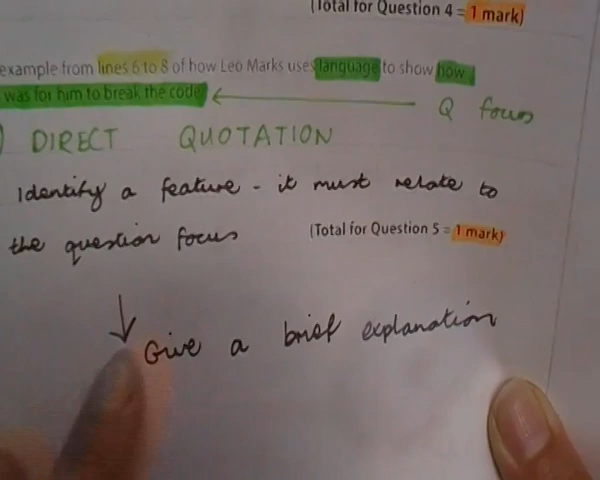 (Total for Question 4 = 1 mark)
example from lines 6 to 8 of how Leo Marks uses language to show how
was for him to break the code
Q focus
) DIRECT QUOTATION
Identify a feature - it must relate to
the question focus
(Total for Question 5 = 1 mark)
↓ Give a brief explanation